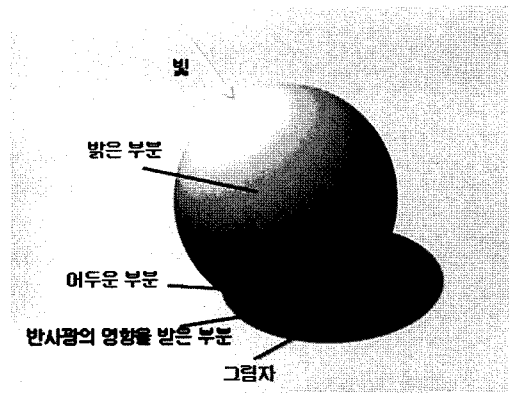 빛
밝은 부분
어두운 부분
반사광의 영향을 받은 부분
그림자